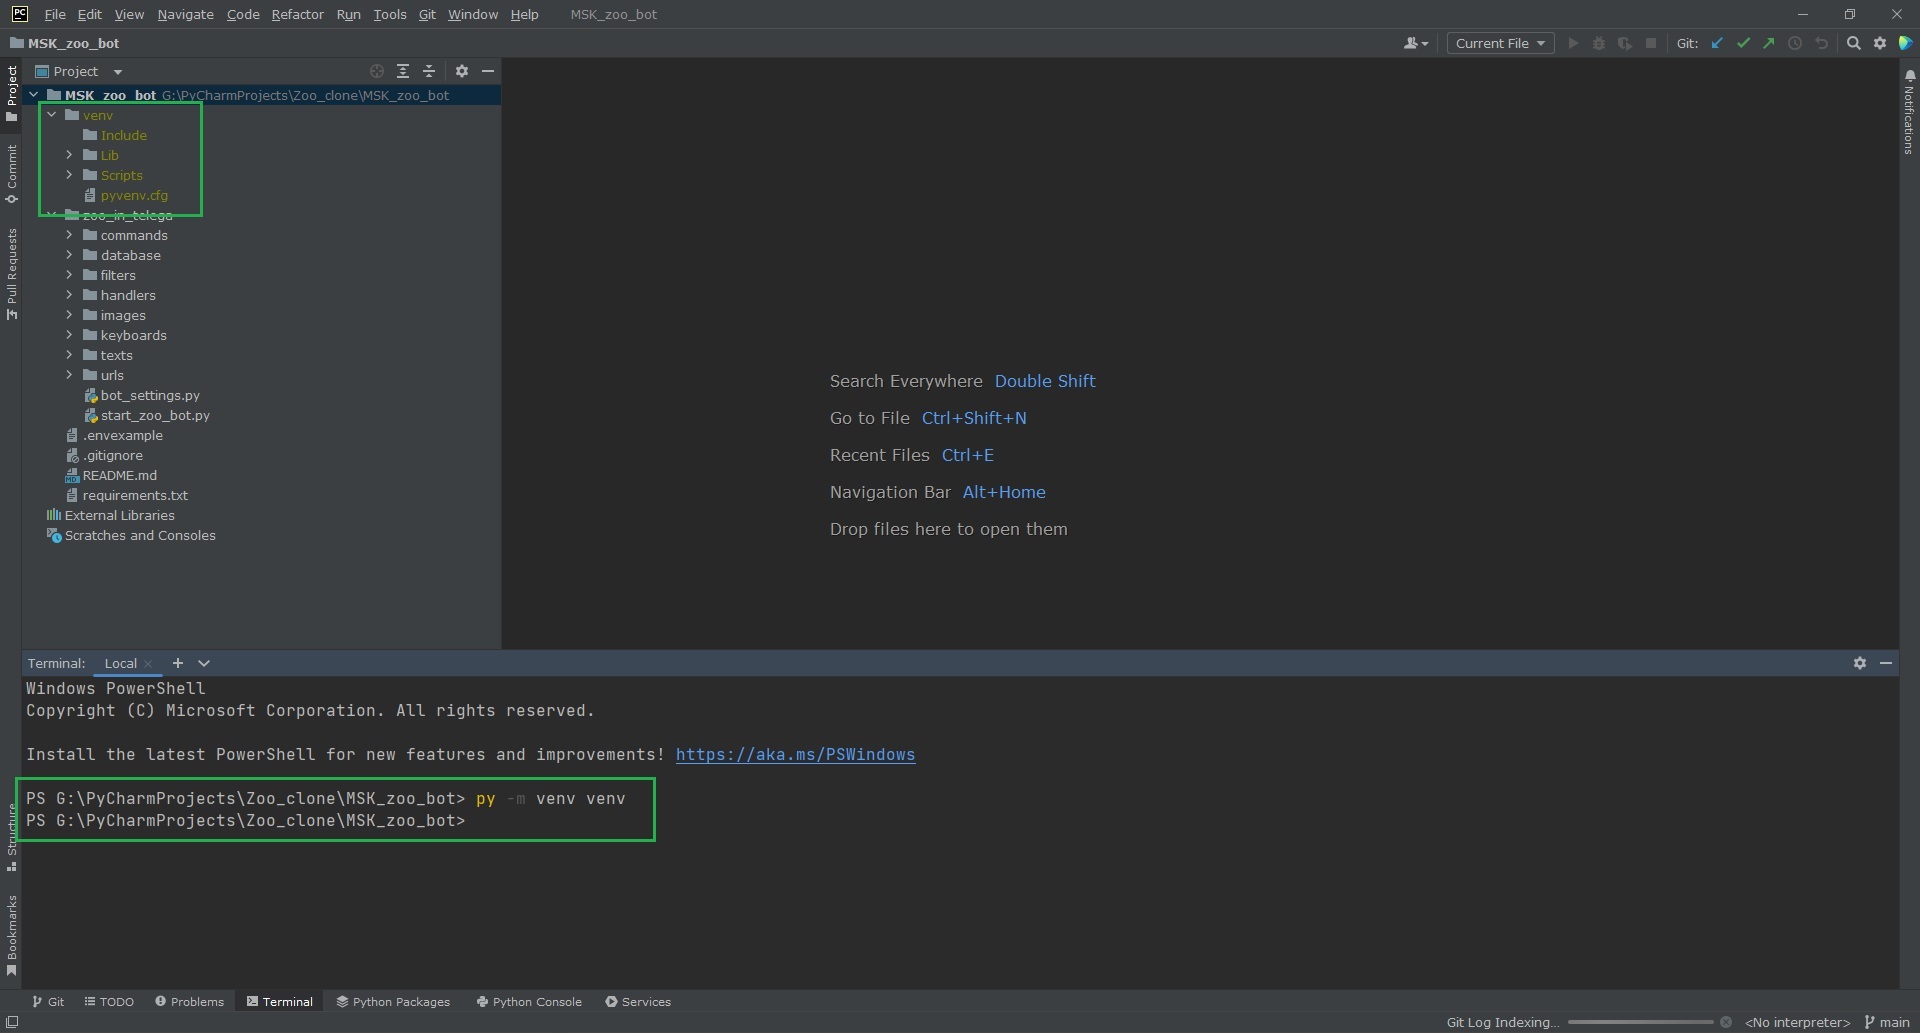 PC File Edit View Navigate Code Refactor Run Tools Git Window Help MSK_zoo_bot
MSK_zoo_bot Current File Git:
Project
MSK_zoo_bot G:\PyCharmProjects\Zoo_clone\MSK_zoo_bot
venv
Include
Lib
Scripts
pyvenv.cfg
zoo_in_telega
commands
database
filters
handlers
images
keyboards
texts
urls
bot_settings.py
start_zoo_bot.py
.envexample
.gitignore
README.md
requirements.txt
External Libraries
Scratches and Consoles
Project
Commit
Pull Requests
Structure
Bookmarks
Notifications
Search Everywhere Double Shift
Go to File Ctrl+Shift+N
Recent Files Ctrl+E
Navigation Bar Alt+Home
Drop files here to open them
Terminal: Local
Windows PowerShell
Copyright (C) Microsoft Corporation. All rights reserved.
Install the latest PowerShell for new features and improvements! https://aka.ms/PSWindows
PS G:\PyCharmProjects\Zoo_clone\MSK_zoo_bot> py -m venv venv
PS G:\PyCharmProjects\Zoo_clone\MSK_zoo_bot>
Git TODO Problems Terminal Python Packages Python Console Services
Git Log Indexing... <No interpreter> main